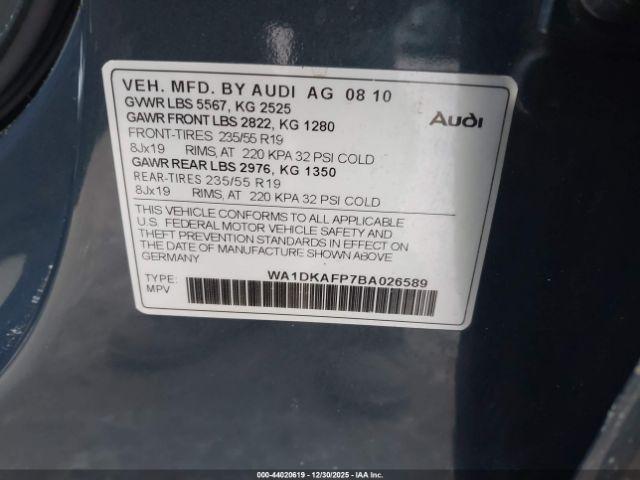 VEH. MFD. BY AUDI AG 08 10
GVWR LBS 5567, KG 2525
GAWR FRONT LBS 2822, KG 1280
FRONT-TIRES 235/55 R19
8Jx19 RIMS, AT 220 KPA 32 PSI COLD
GAWR REAR LBS 2976, KG 1350
REAR-TIRES 235/55 R19
8Jx19 RIMS, AT 220 KPA 32 PSI COLD
Audi
THIS VEHICLE CONFORMS TO ALL APPLICABLE
U.S. FEDERAL MOTOR VEHICLE SAFETY AND
THEFT PREVENTION STANDARDS IN EFFECT ON
THE DATE OF MANUFACTURE SHOWN ABOVE.
GERMANY
WA1DKAFP7BA026589
TYPE:
MPV
000-44020619 - 12/30/2025 - IAAI.COM